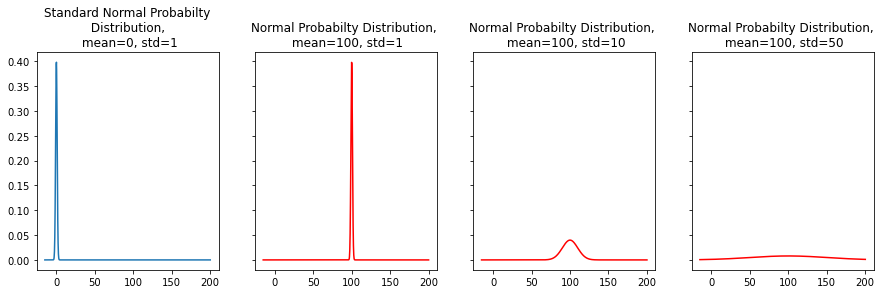 Standard Normal Probabilty
Distribution,
mean=0, std=1
Normal Probabilty Distribution,
mean=100, std=1
Normal Probabilty Distribution,
mean=100, std=10
Normal Probabilty Distribution,
mean=100, std=50
0.40
0.35
0.30
0.25
0.20
0.15
0.10
0.05
0.00
0 50 100 150 200
0 50 100 150 200
0 50 100 150 200
0 50 100 150 200